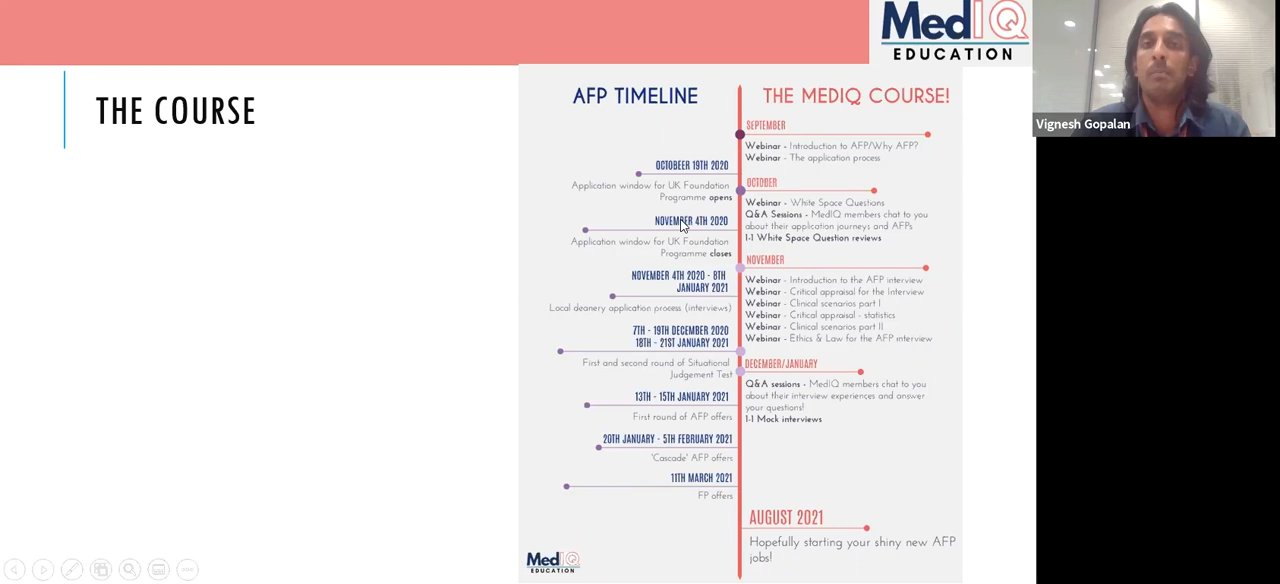 MedIQ
EDUCATION
Vignesh Gopalan
THE COURSE
AFP TIMELINE
OCTOBEER 19TH 2020
Application window for UK Foundation
Programme opens
NOVEMBER 4TH 2020
Application window for UK Foundation
Programme closes
NOVEMBER 4TH 2020 - 8TH
JANUARY 2021
Local deanery application process (interviews)
7TH - 19TH DECEMBER 2020
18TH - 21ST JANUARY 2021
First and second round of Situational
Judgement Test
13TH - 15TH JANUARY 2021
First round of AFP offers
20TH JANUARY - 5TH FEBRUARY 2021
'Cascade' AFP offers
11TH MARCH 2021
FP offers
THE MEDIQ COURSE!
SEPTEMBER
Webinar - Introduction to AFP/Why AFP?
Webinar - The application process
OCTOBER
Webinar - White Space Questions
Q&A Sessions - MedIQ members chat to you
about their application journeys and AFPs
1-1 White Space Question reviews
NOVEMBER
Webinar - Introduction to the AFP interview
Webinar - Critical appraisal for the Interview
Webinar - Clinical scenarios part I
Webinar - Critical appraisal - statistics
Webinar - Clinical scenarios part II
Webinar - Ethics & Law for the AFP interview
DECEMBER/JANUARY
Q&A sessions - MedIQ members chat to you
about their interview experiences and answer
your questions!
1-1 Mock interviews
AUGUST 2021
Hopefully starting your shiny new AFP
jobs!
MedIQ
EDUCATION